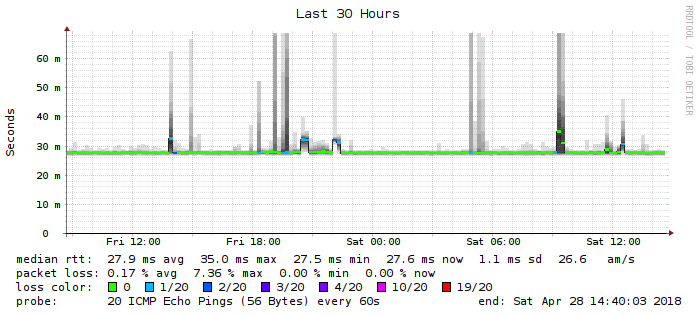 Last 30 Hours
RRDTOOL / TOBI OETIKER
Seconds
60 m
50 m
40 m
30 m
20 m
10 m
0
Fri 12:00 Fri 18:00 Sat 00:00 Sat 06:00 Sat 12:00
median rtt: 27.9 ms avg 35.0 ms max 27.5 ms min 27.6 ms now 1.1 ms sd 26.6 am/s
packet loss: 0.17 % avg 7.36 % max 0.00 % min 0.00 % now
loss color: 0 1/20 2/20 3/20 4/20 10/20 19/20
probe: 20 ICMP Echo Pings (56 Bytes) every 60s end: Sat Apr 28 14:40:03 2018